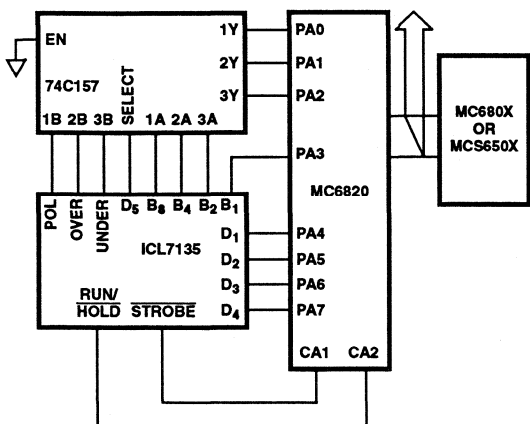 EN
1Y
PA0
74C157
SELECT
2Y
PA1
3Y
PA2
1B 2B 3B 1A 2A 3A
MC680X
OR
MCS650X
PA3
MC6820
POL
OVER
UNDER
D5 B8 B4 B2 B1
ICL7135
D1
PA4
D2
PA5
D3
PA6
D4
PA7
RUN/
HOLD STROBE
CA1 CA2